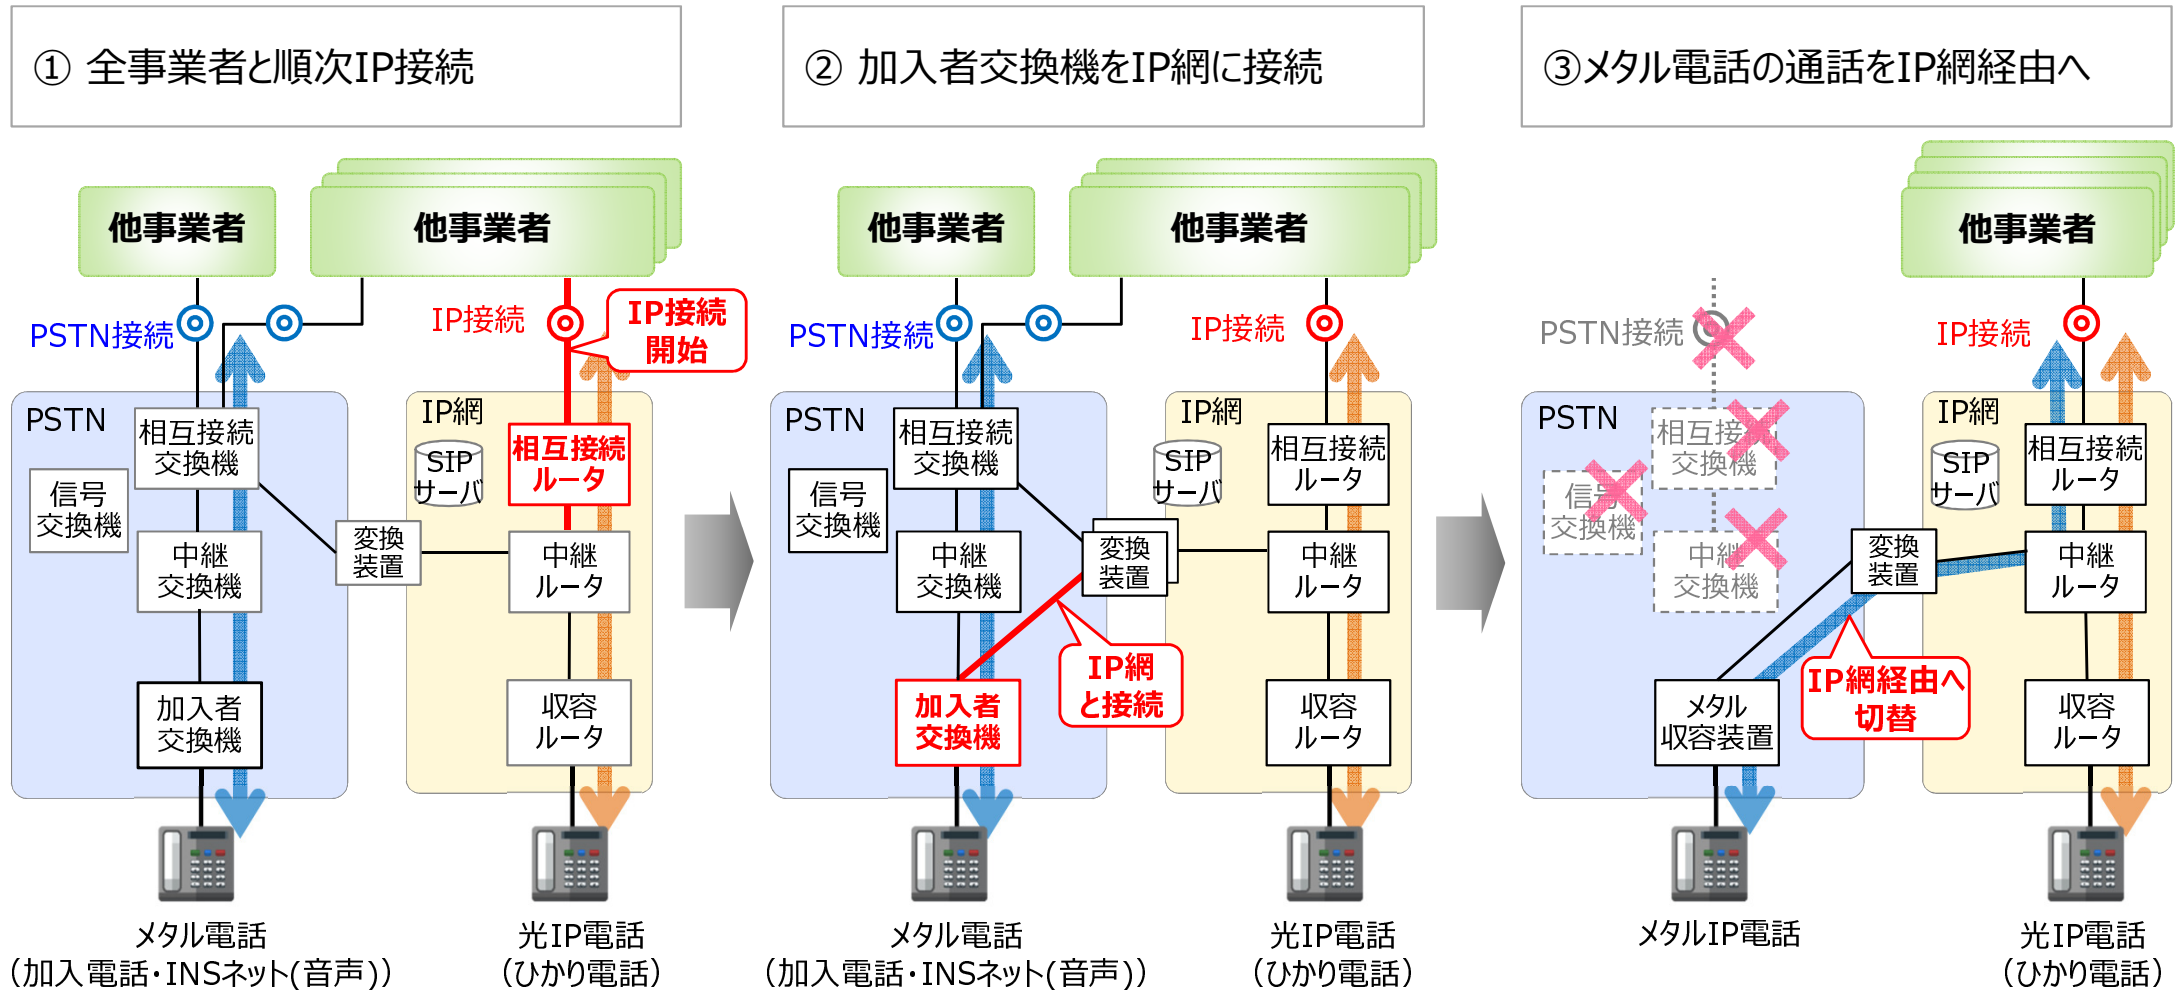 ① 全事業者と順次IP接続
他事業者
他事業者
PSTN接続
IP接続
IP接続
開始
PSTN
相互接続
交換機
信号
交換機
中継
交換機
加入者
交換機
変換
装置
IP網
SIP
サーバ
相互接続
ルータ
中継
ルータ
収容
ルータ
メタル電話
（加入電話・INSネット(音声)）
光IP電話
（ひかり電話）
② 加入者交換機をIP網に接続
他事業者
他事業者
PSTN接続
IP接続
PSTN
相互接続
交換機
信号
交換機
中継
交換機
加入者
交換機
変換
装置
IP網
と接続
IP網
SIP
サーバ
相互接続
ルータ
中継
ルータ
収容
ルータ
メタル電話
（加入電話・INSネット(音声)）
光IP電話
（ひかり電話）
③メタル電話の通話をIP網経由へ
他事業者
PSTN接続
IP接続
PSTN
相互接続
交換機
信号
交換機
中継
交換機
メタル
収容装置
変換
装置
IP網経由へ
切替
IP網
SIP
サーバ
相互接続
ルータ
中継
ルータ
収容
ルータ
メタルIP電話
光IP電話
（ひかり電話）